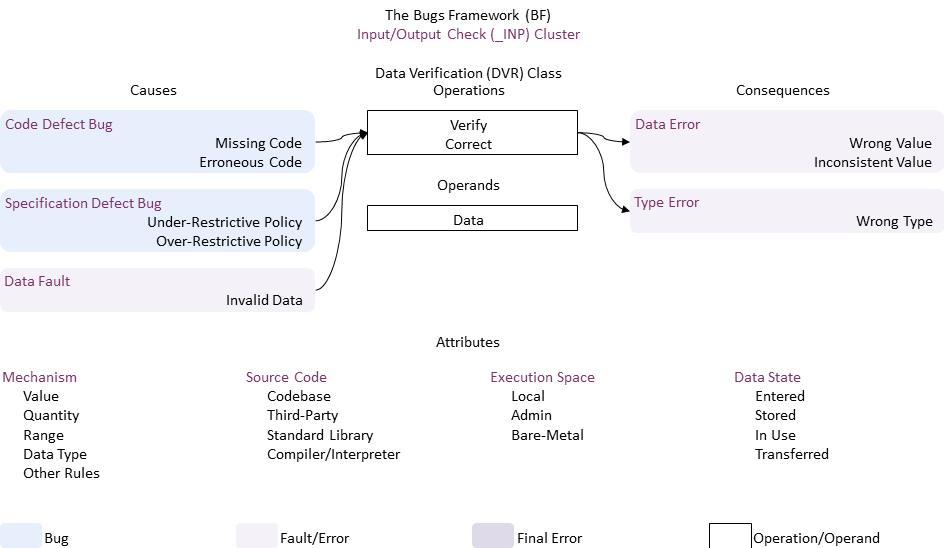 The Bugs Framework (BF)
Input/Output Check (_INP) Cluster
Data Verification (DVR) Class
Causes
Operations
Consequences
Code Defect Bug
Missing Code
Erroneous Code
Specification Defect Bug
Under-Restrictive Policy
Over-Restrictive Policy
Data Fault
Invalid Data
Verify
Correct
Operands
Data
Data Error
Wrong Value
Inconsistent Value
Type Error
Wrong Type
Attributes
Mechanism
Value
Quantity
Range
Data Type
Other Rules
Source Code
Codebase
Third-Party
Standard Library
Compiler/Interpreter
Execution Space
Local
Admin
Bare-Metal
Data State
Entered
Stored
In Use
Transferred
Bug
Fault/Error
Final Error
Operation/Operand